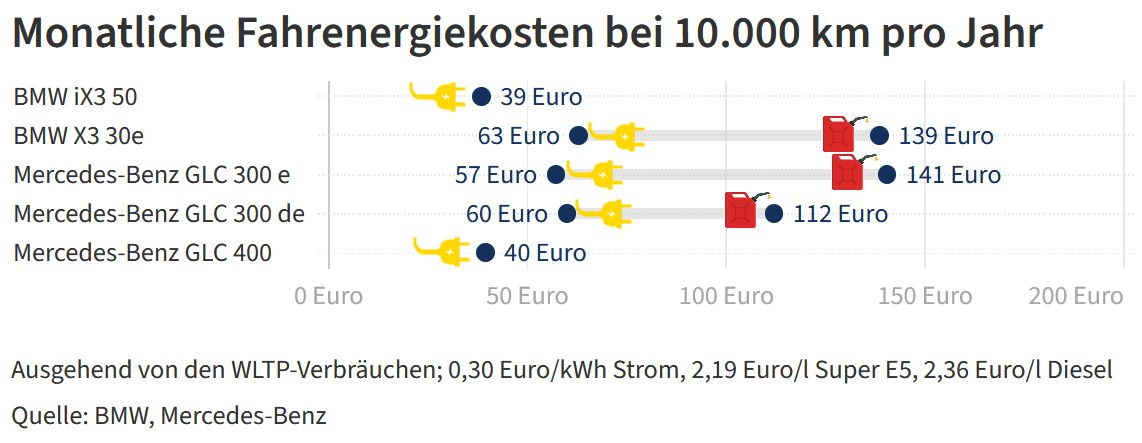 Monatliche Fahrenergiekosten bei 10.000 km pro Jahr
BMW iX3 50 39 Euro
BMW X3 30e 63 Euro 139 Euro
Mercedes-Benz GLC 300 e 57 Euro 141 Euro
Mercedes-Benz GLC 300 de 60 Euro 112 Euro
Mercedes-Benz GLC 400 40 Euro
0 Euro 50 Euro 100 Euro 150 Euro 200 Euro
Ausgehend von den WLTP-Verbräuchen; 0,30 Euro/kWh Strom, 2,19 Euro/l Super E5, 2,36 Euro/l Diesel
Quelle: BMW, Mercedes-Benz